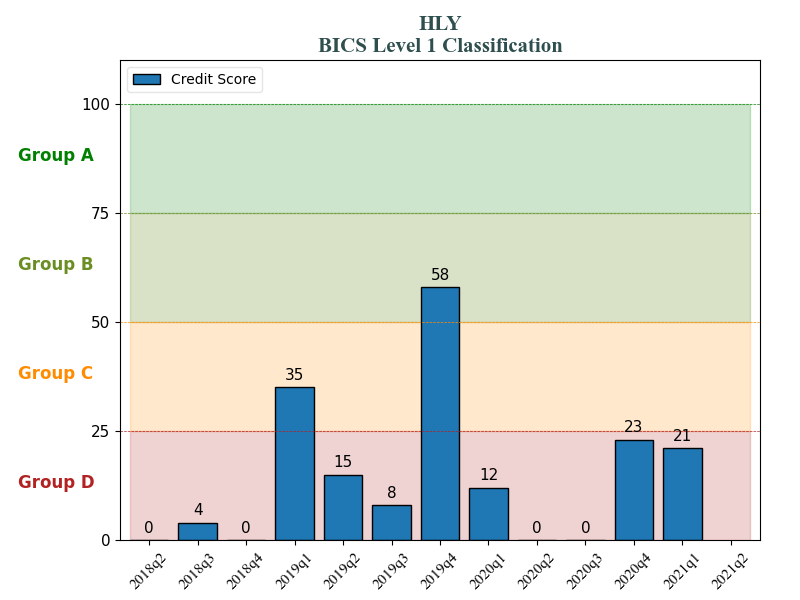 HLY
BICS Level 1 Classification
Credit Score
100
Group A
75
Group B
58
50
Group C
35
25
23
21
15
Group D
12
8
4
0
0
0
0
0
2018q2
2018q3
2018q4
2019q1
2019q2
2019q3
2019q4
2020q1
2020q2
2020q3
2020q4
2021q1
2021q2